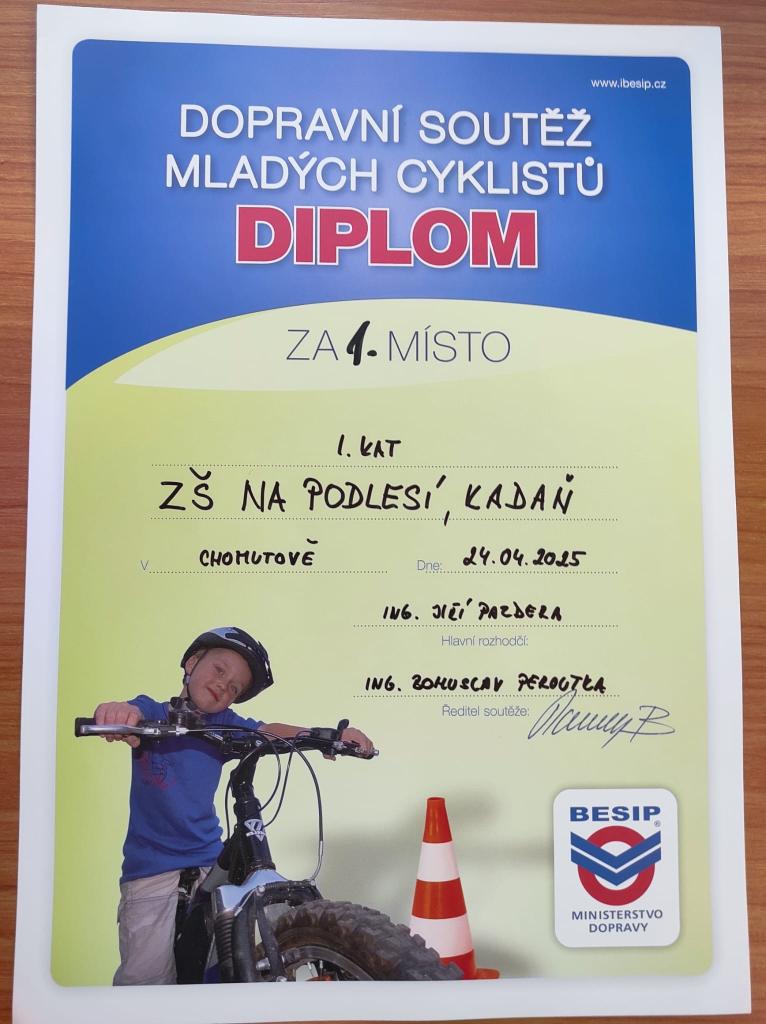 www.ibesip.cz
DOPRAVNÍ SOUTĚŽ
MLADÝCH CYKLISTŮ
DIPLOM
ZA 1. MÍSTO
I. KAT
ZŠ NA PODLESÍ, KADAŇ
V CHOMUTOVĚ Dne: 24.04.2025
ING. JIŘÍ PAZDERA
Hlavní rozhodčí:
ING. BOHUSLAV PEROUTKA
Ředitel soutěže:
BESIP®
MINISTERSTVO
DOPRAVY